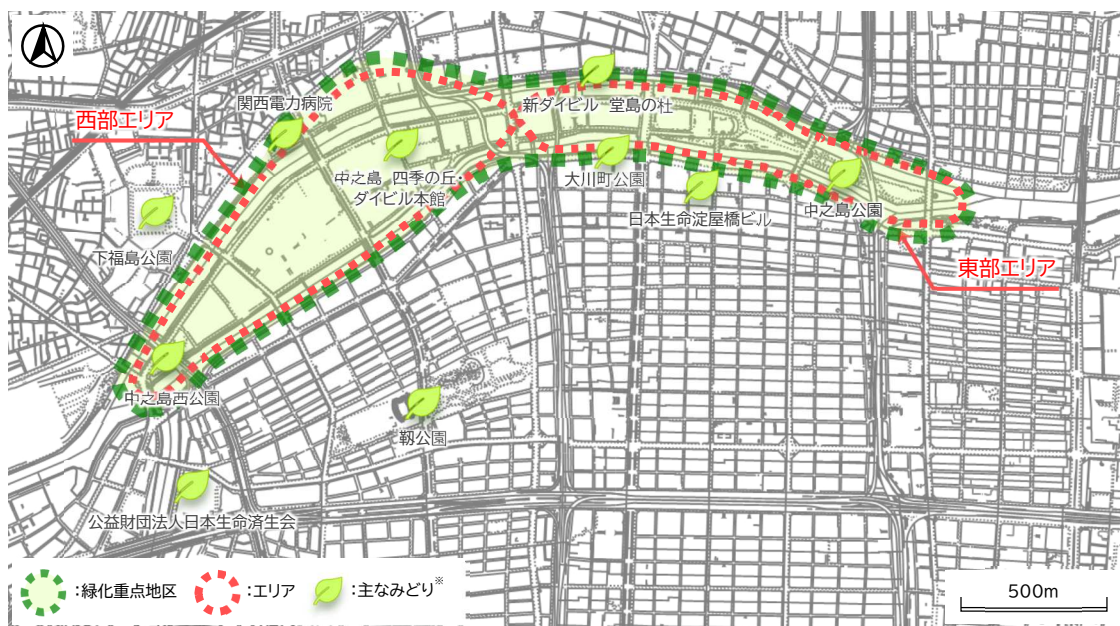 関西電力病院
西部エリア
新ダイビル 堂島の杜
中之島 四季の丘・
ダイビル本館
大川町公園
日本生命淀屋橋ビル
中之島公園
下福島公園
東部エリア
中之島西公園
靭公園
公益財団法人日本生命済生会
:緑化重点地区
:エリア
:主なみどり※
500m